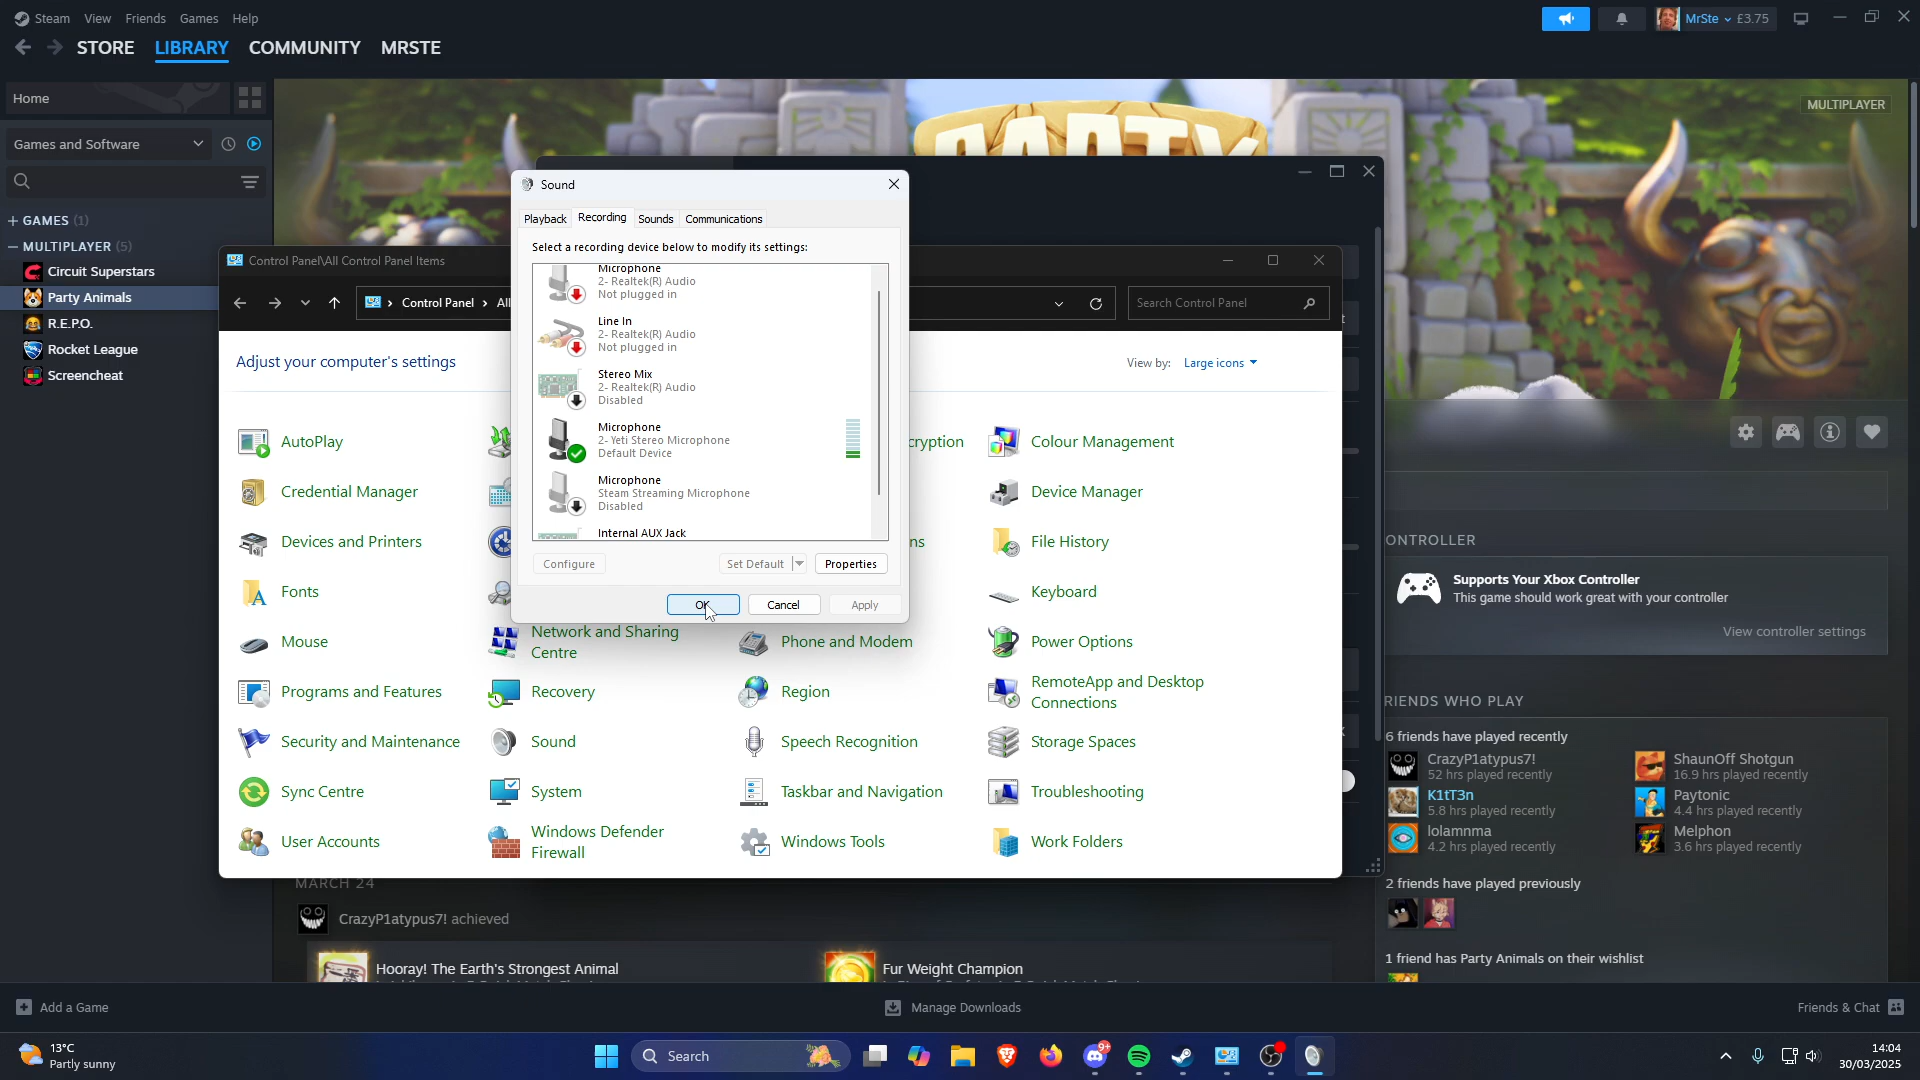 Steam View Friends Games Help
MrSte £3.75
STORE LIBRARY COMMUNITY MRSTE
Home
Games and Software
GAMES (1)
MULTIPLAYER (5)
Circuit Superstars
Party Animals
R.E.P.O.
Rocket League
Screencheat
MULTIPLAYER
PARTY
Sound
Playback Recording Sounds Communications
Select a recording device below to modify its settings:
Microphone
2- Realtek(R) Audio
Not plugged in
Line In
2- Realtek(R) Audio
Not plugged in
Stereo Mix
2- Realtek(R) Audio
Disabled
Microphone
2- Yeti Stereo Microphone
Default Device
Microphone
Steam Streaming Microphone
Disabled
Internal AUX Jack
Configure Set Default Properties
OK Cancel Apply
Control Panel\All Control Panel Items
Control Panel > All
Search Control Panel
Adjust your computer's settings
View by: Large icons
AutoPlay
cryption
Colour Management
Credential Manager
Device Manager
Devices and Printers
ns
File History
Fonts
Keyboard
Mouse
Network and Sharing
Centre
Phone and Modem
Power Options
Programs and Features
Recovery
Region
RemoteApp and Desktop
Connections
Security and Maintenance
Sound
Speech Recognition
Storage Spaces
Sync Centre
System
Taskbar and Navigation
Troubleshooting
User Accounts
Windows Defender
Firewall
Windows Tools
Work Folders
ONTROLLER
Supports Your Xbox Controller
This game should work great with your controller
View controller settings
RIENDS WHO PLAY
6 friends have played recently
CrazyP1atypus7!
52 hrs played recently
ShaunOff Shotgun
16.9 hrs played recently
K1tT3n
5.8 hrs played recently
Paytonic
4.4 hrs played recently
lolamnma
4.2 hrs played recently
Melphon
3.6 hrs played recently
2 friends have played previously
1 friend has Party Animals on their wishlist
MARCH 24
CrazyP1atypus7! achieved
Hooray! The Earth's Strongest Animal
Fur Weight Champion
Add a Game
Manage Downloads
Friends & Chat
13°C
Partly sunny
Search
9+
14:04
30/03/2025